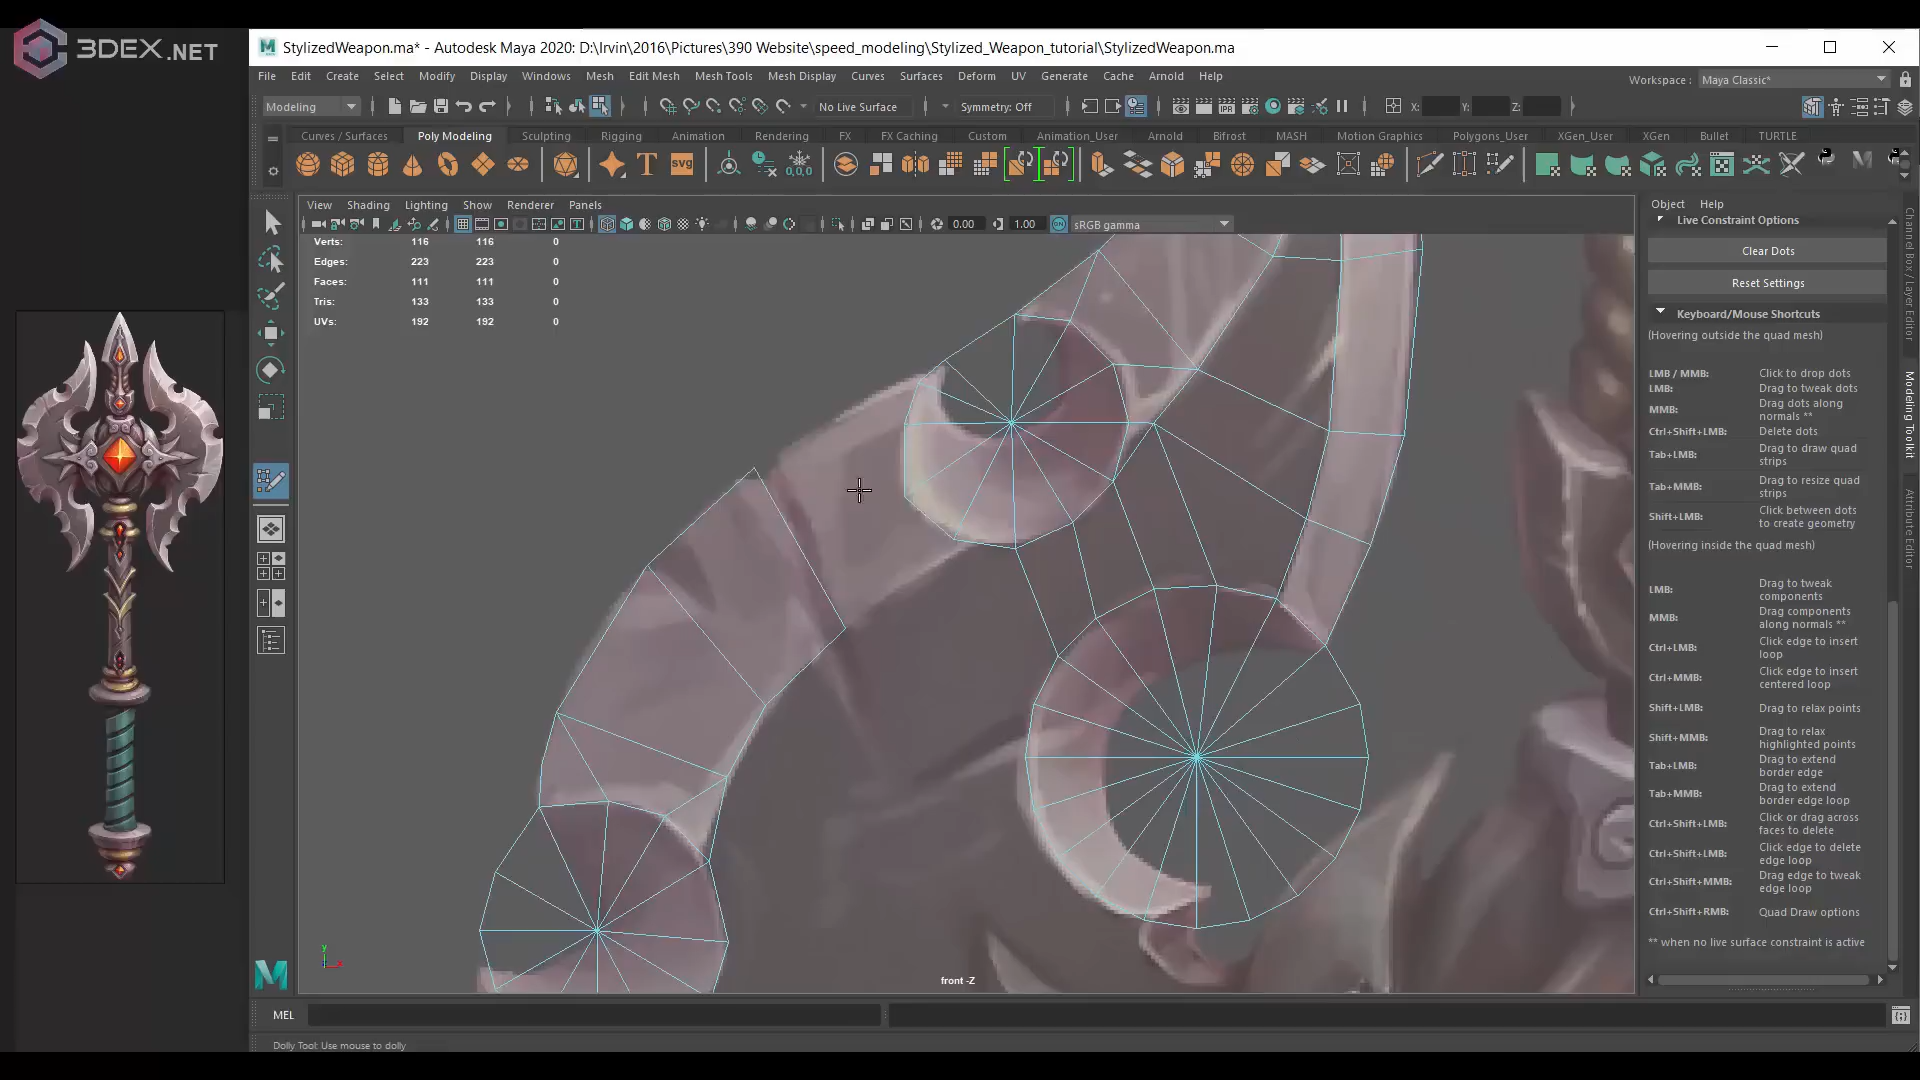 3DEX.NET
StylizedWeapon.ma* - Autodesk Maya 2020: D:\Irvin\2016\Pictures\390 Website\speed_modeling\Stylized_Weapon_tutorial\StylizedWeapon.ma
File Edit Create Select Modify Display Windows Mesh Edit Mesh Mesh Tools Mesh Display Curves Surfaces Deform UV Generate Cache Arnold Help
Workspace : Maya Classic*
Modeling No Live Surface Symmetry: Off X: Y: Z:
Curves / Surfaces Poly Modeling Sculpting Rigging Animation Rendering FX FX Caching Custom Animation_User Arnold Bifrost MASH Motion Graphics Polygons_User XGen_User XGen Bullet TURTLE
svg 0,0,0
View Shading Lighting Show Renderer Panels
Object Help
IPR
0.00 1.00 ON sRGB gamma
Verts: 116 116 0
Edges: 223 223 0
Faces: 111 111 0
Tris: 133 133 0
UVs: 192 192 0
Live Constraint Options
Clear Dots
Reset Settings
Keyboard/Mouse Shortcuts
(Hovering outside the quad mesh)
LMB / MMB: Click to drop dots
LMB: Drag to tweak dots
MMB: Drag dots along
normals **
Ctrl+Shift+LMB: Delete dots
Tab+LMB: Drag to draw quad
strips
Tab+MMB: Drag to resize quad
strips
Shift+LMB: Click between dots
to create geometry
(Hovering inside the quad mesh)
LMB: Drag to tweak
components
MMB: Drag components
along normals **
Ctrl+LMB: Click edge to insert
loop
Ctrl+MMB: Click edge to insert
centered loop
Shift+LMB: Drag to relax points
Shift+MMB: Drag to relax
highlighted points
Tab+LMB: Drag to extend
border edge
Tab+MMB: Drag to extend
border edge loop
Ctrl+Shift+LMB: Click or drag across
faces to delete
Ctrl+Shift+LMB: Click edge to delete
edge loop
Ctrl+Shift+MMB: Drag edge to tweak
edge loop
Ctrl+Shift+RMB: Quad Draw options
** when no live surface constraint is active
Channel Box / Layer Editor
Modeling Toolkit
Attribute Editor
y
x
front -Z
MEL
Dolly Tool: Use mouse to dolly